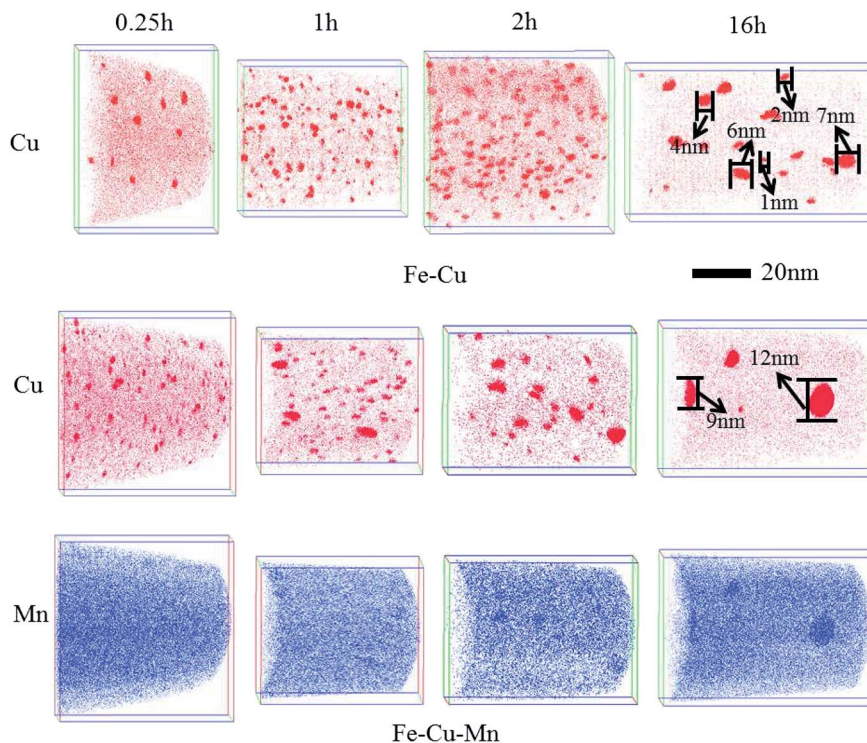 0.25h 1h 2h 16h
Cu
2nm 7nm
4nm 6nm
1nm
Fe-Cu 20nm
Cu
12nm
9nm
Mn
Fe-Cu-Mn